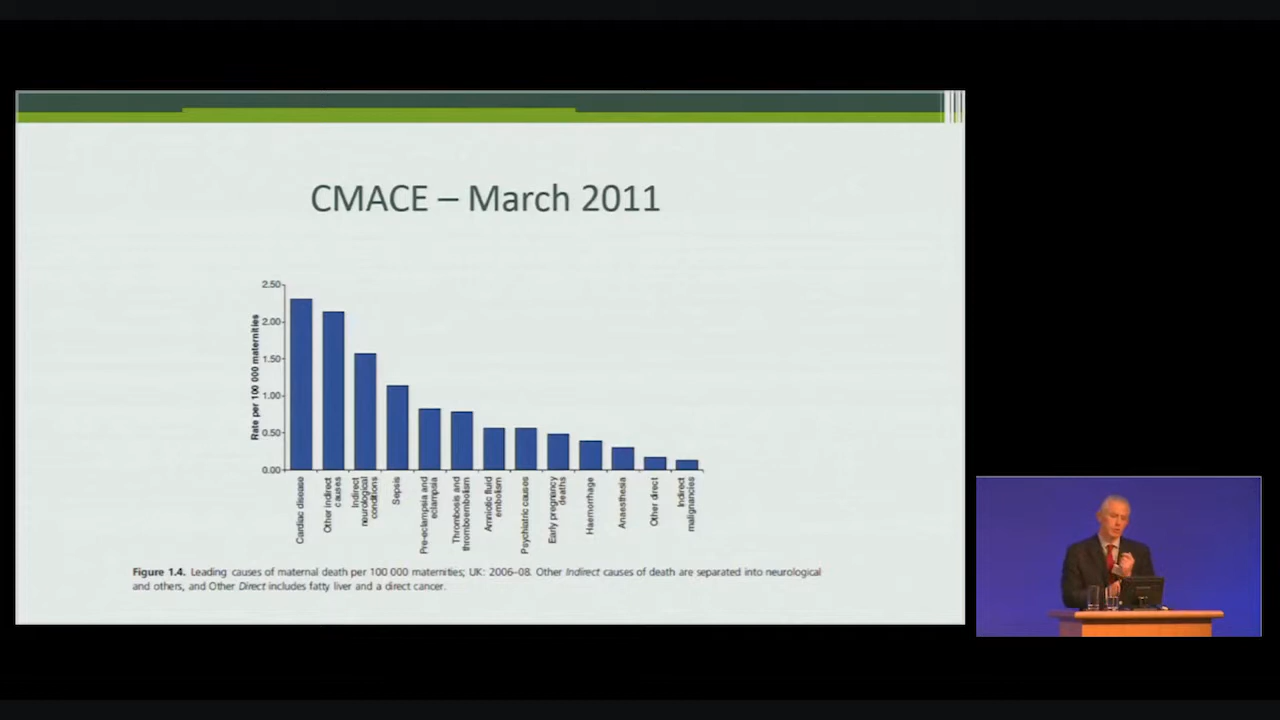 CMACE – March 2011
Rate per 100 000 maternities
2.50
2.00
1.50
1.00
0.50
0.00
Cardiac disease
Other indirect
causes
Indirect
neurological
conditions
Sepsis
Pre-eclampsia and
eclampsia
Thrombosis and
thromboembolism
Amniotic fluid
embolism
Psychiatric causes
Early pregnancy
deaths
Haemorrhage
Anaesthesia
Other direct
Indirect
malignancies
Figure 1.4. Leading causes of maternal death per 100 000 maternities; UK: 2006–08. Other Indirect causes of death are separated into neurological
and others, and Other Direct includes fatty liver and a direct cancer.